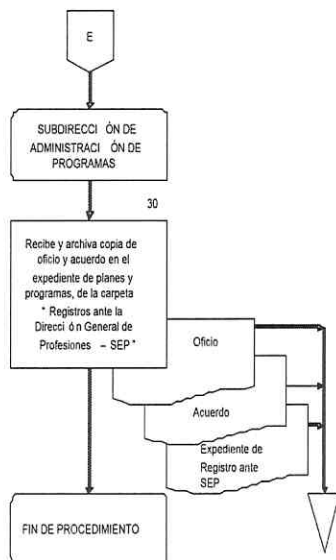 E
SUBDIRECCI ÓN DE
ADMINISTRACI ÓN DE
PROGRAMAS
30
Recibe y archiva copia de
oficio y acuerdo en el
expediente de planes y
programas, de la carpeta
" Registros ante la
Direcci ón General de
Profesiones – SEP "
Oficio
Acuerdo
Expediente de
Registro ante
SEP
FIN DE PROCEDIMIENTO